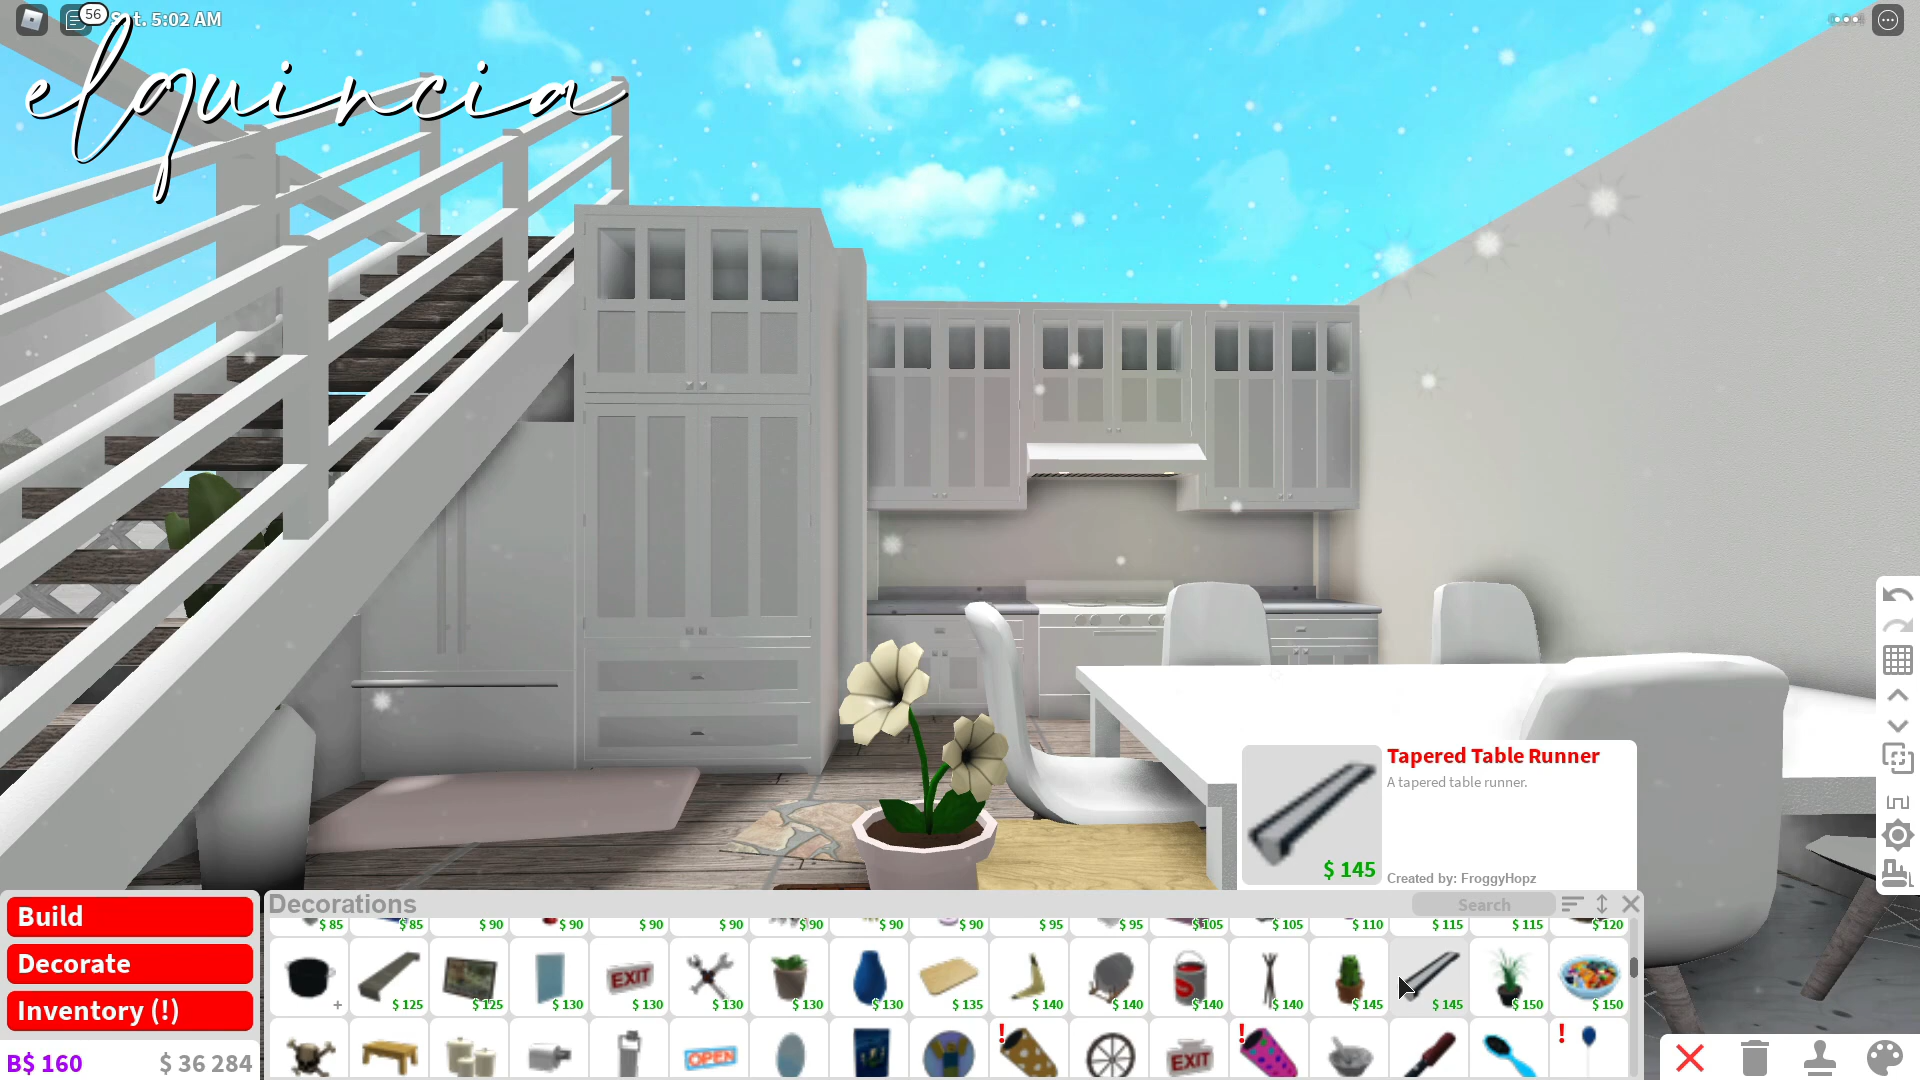 56
Sat. 5:02 AM
elquincia
Tapered Table Runner
A tapered table runner.
$ 145
Created by: FroggyHopz
Build
Decorate
Inventory (!)
B$ 160
$ 36 284
Decorations
Search
$ 85
$ 85
$ 90
$ 90
$ 90
$ 90
$ 90
$ 90
$ 90
$ 95
$ 95
$ 105
$ 105
$ 110
$ 115
$ 115
$ 120
+
$ 125
$ 125
$ 130
EXIT
$ 130
$ 130
$ 130
$ 130
$ 135
$ 140
$ 140
$ 140
$ 140
$ 145
$ 145
$ 150
$ 150
OPEN
!
EXIT
!
!